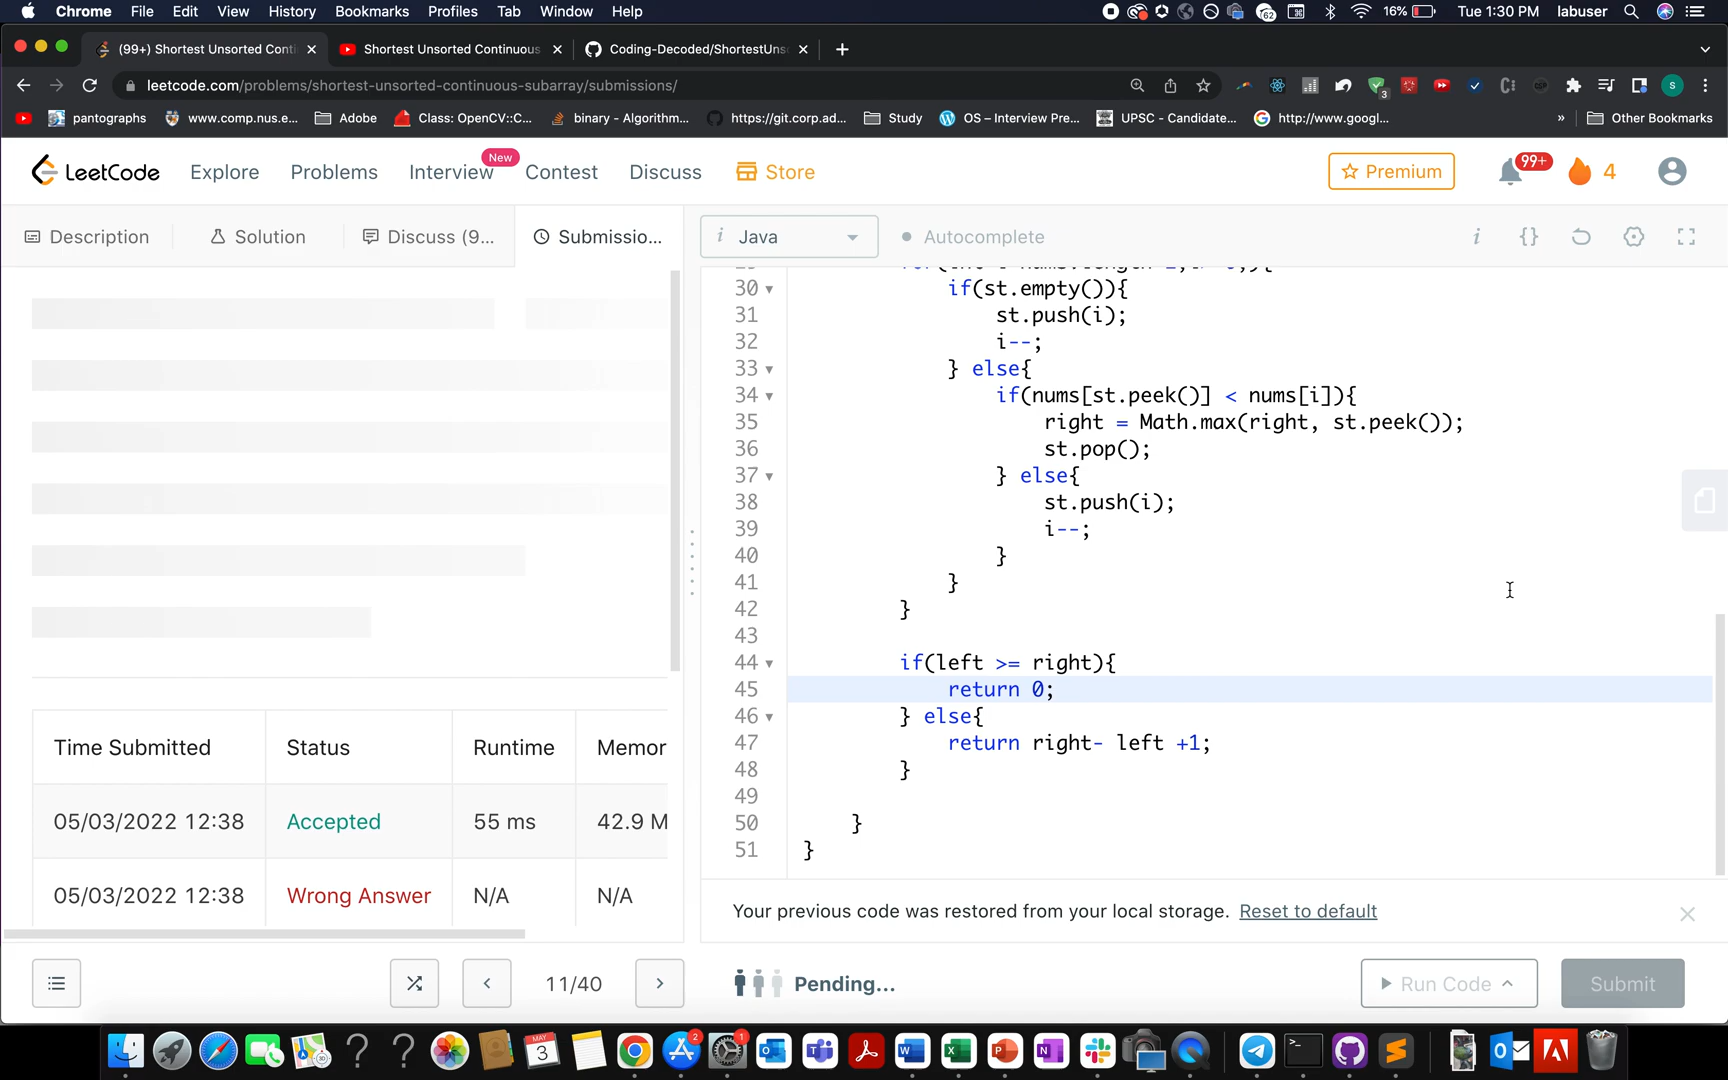 Chrome File Edit View History Bookmarks Profiles Tab Window Help 62 16% Tue 1:30 PM labuser
(99+) Shortest Unsorted Conti Shortest Unsorted Continuous Coding-Decoded/ShortestUnso
leetcode.com/problems/shortest-unsorted-continuous-subarray/submissions/ 3 S
pantographs www.comp.nus.e... Adobe Class: OpenCV::C... binary - Algorithm... https://git.corp.ad... Study OS – Interview Pre... UPSC - Candidate... http://www.googl... » Other Bookmarks
LeetCode Explore Problems Interview New Contest Discuss Store Premium 99+ 4
Description Solution Discuss (9... Submissio... i Java Autocomplete i {}
30 if(st.empty()){
31 st.push(i);
32 i--;
33 } else{
34 if(nums[st.peek()] < nums[i]){
35 right = Math.max(right, st.peek());
36 st.pop();
37 } else{
38 st.push(i);
39 i--;
40 }
41 }
42 }
43
44 if(left >= right){
45 return 0;
46 } else{
47 return right- left +1;
48 }
49
50 }
51 }
Time Submitted Status Runtime Memor
05/03/2022 12:38 Accepted 55 ms 42.9 M
05/03/2022 12:38 Wrong Answer N/A N/A
Your previous code was restored from your local storage. Reset to default
11/40 Pending... Run Code Submit
2 MAY 3 1